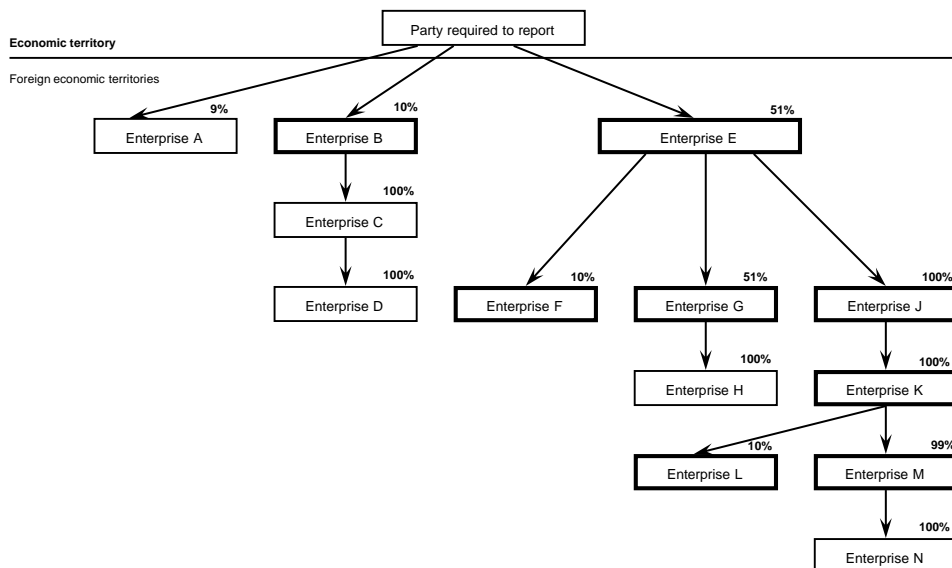 Party required to report
Economic territory
Foreign economic territories
9%
10%
51%
Enterprise A
Enterprise B
Enterprise E
100%
Enterprise C
100%
10%
51%
100%
Enterprise D
Enterprise F
Enterprise G
Enterprise J
100%
100%
Enterprise H
Enterprise K
10%
99%
Enterprise L
Enterprise M
100%
Enterprise N